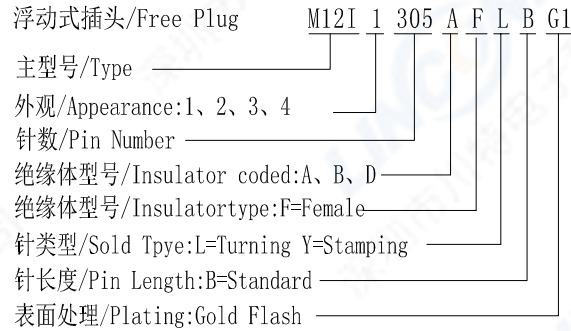 浮动式插头/Free Plug M12I 1 305 A F L B G1
主型号/Type
外观/Appearance:1、2、3、4
针数/Pin Number
绝缘体型号/Insulator coded:A、B、D
绝缘体型号/Insulatortype:F=Female
针类型/Sold Tpye:L=Turning Y=Stamping
针长度/Pin Length:B=Standard
表面处理/Plating:Gold Flash